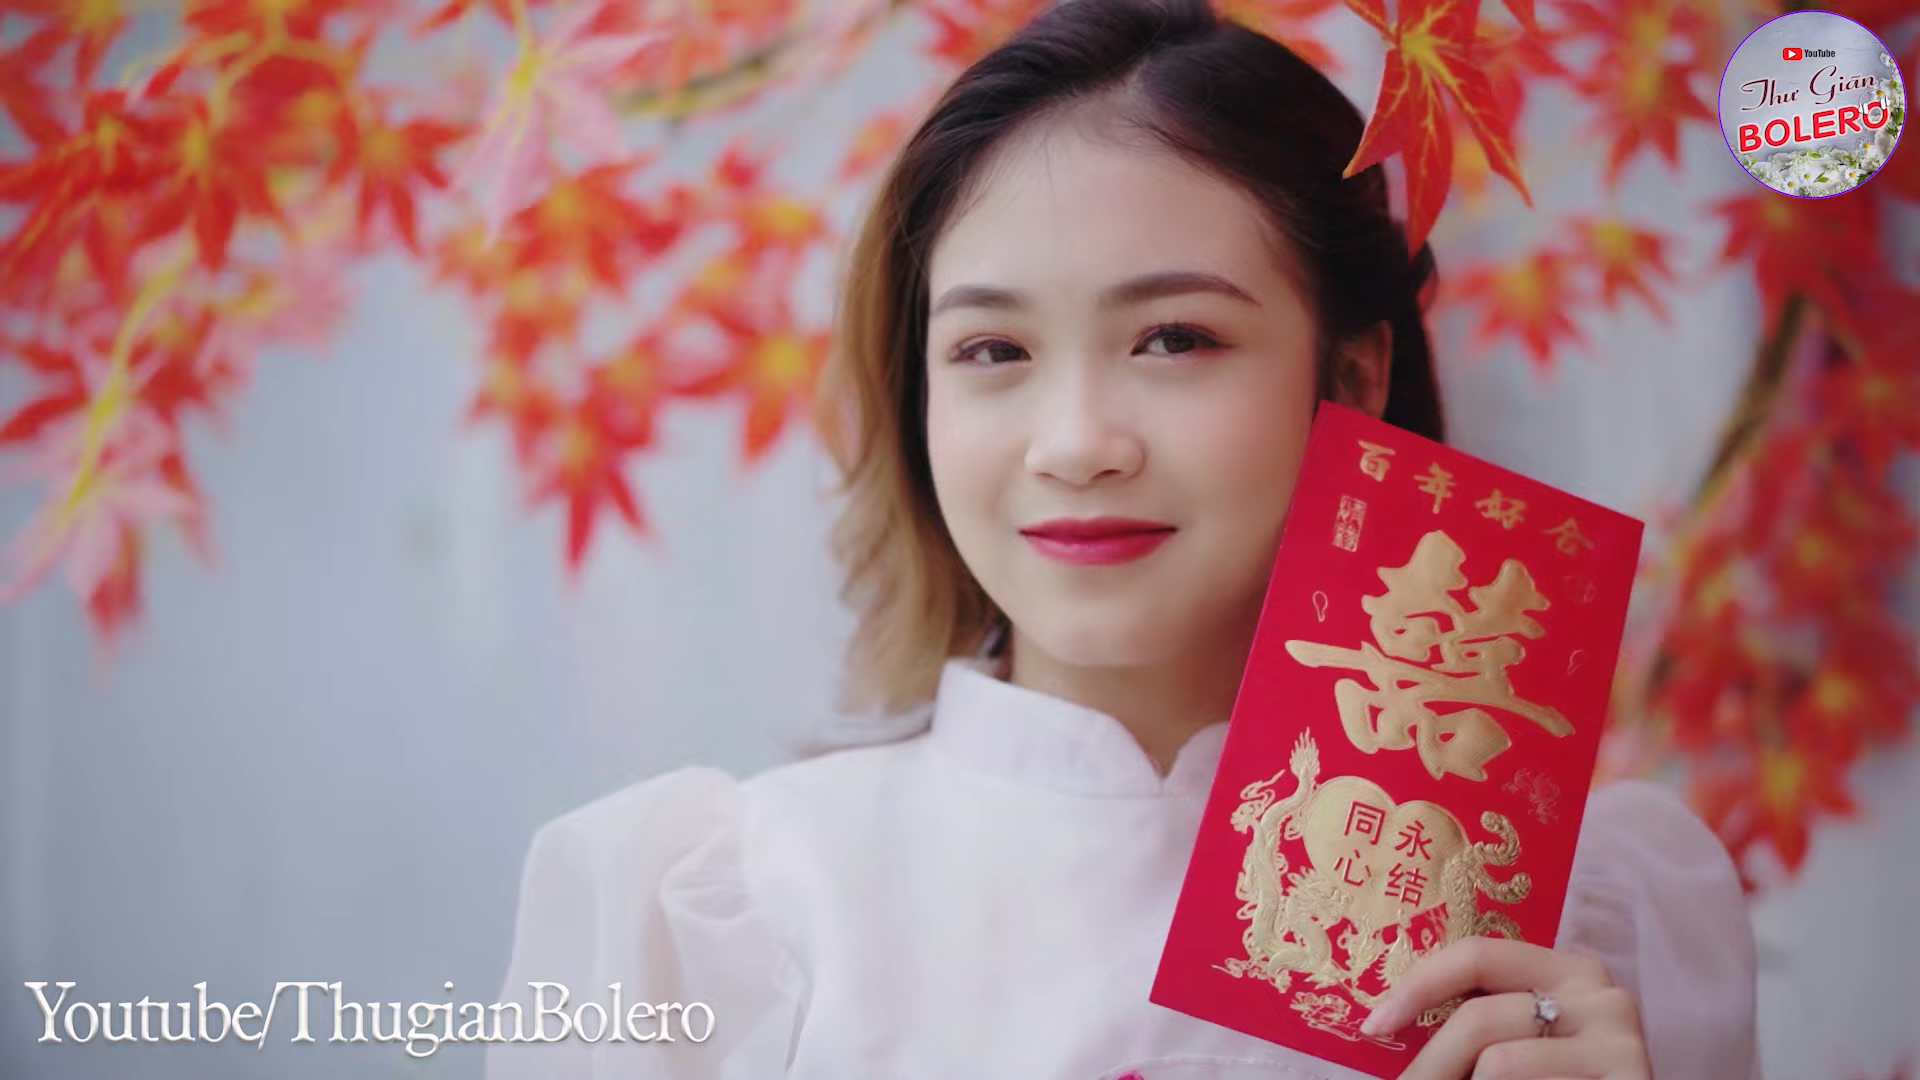 YouTube
Thư Giãn
BOLERO
百年好合
囍
同永
心结
Youtube/ThugianBolero